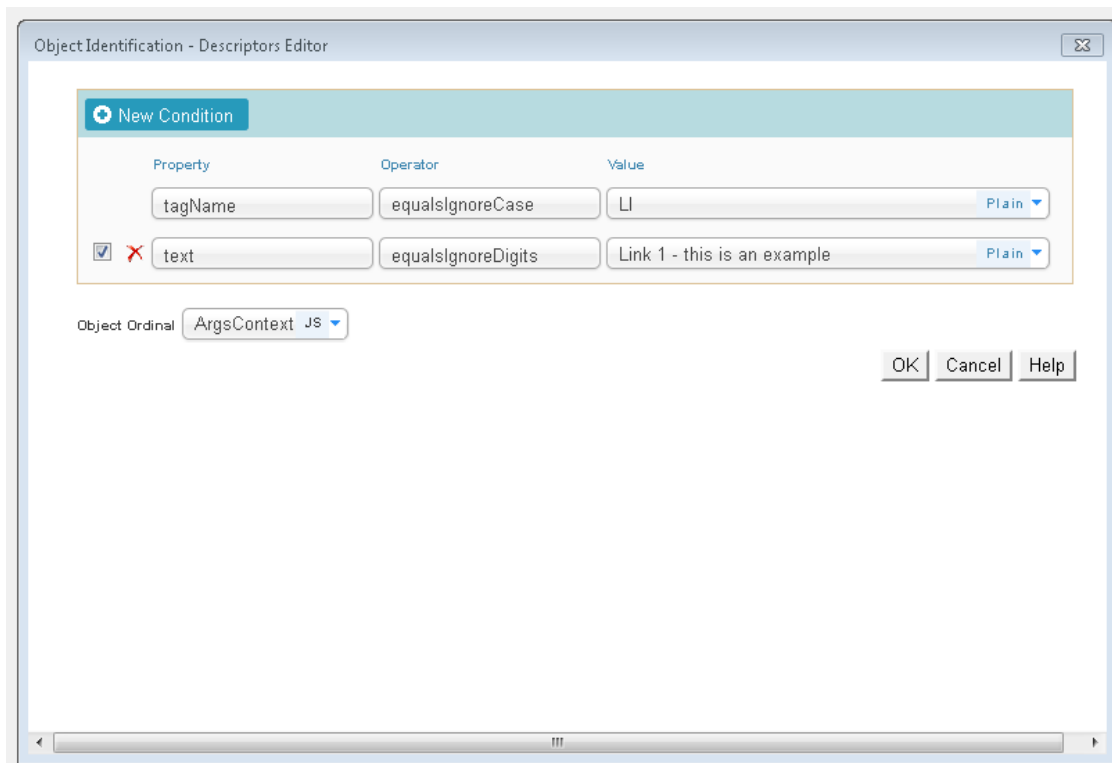 Object Identification - Descriptors Editor
New Condition
Property Operator Value
tagName equalsIgnoreCase LI Plain
text equalsIgnoreDigits Link 1 - this is an example Plain
Object Ordinal ArgsContext JS
OK Cancel Help